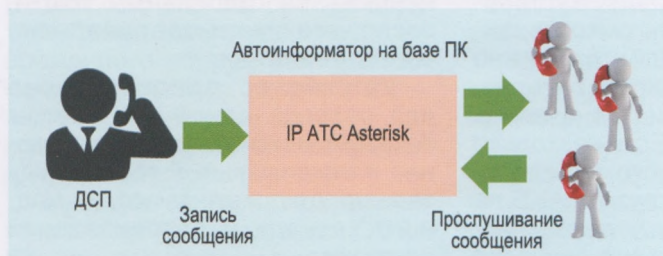 Автоинформатор на базе ПК
IP АТС Asterisk
ДСП
Запись
сообщения
Прослушивание
сообщения